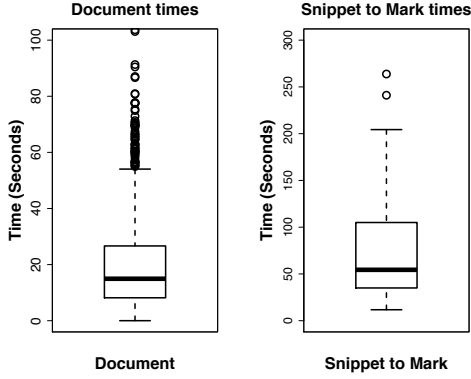 Document times
Time (Seconds)
0
20
40
60
80
100
Document
Snippet to Mark times
Time (Seconds)
0
50
100
150
200
250
300
Snippet to Mark